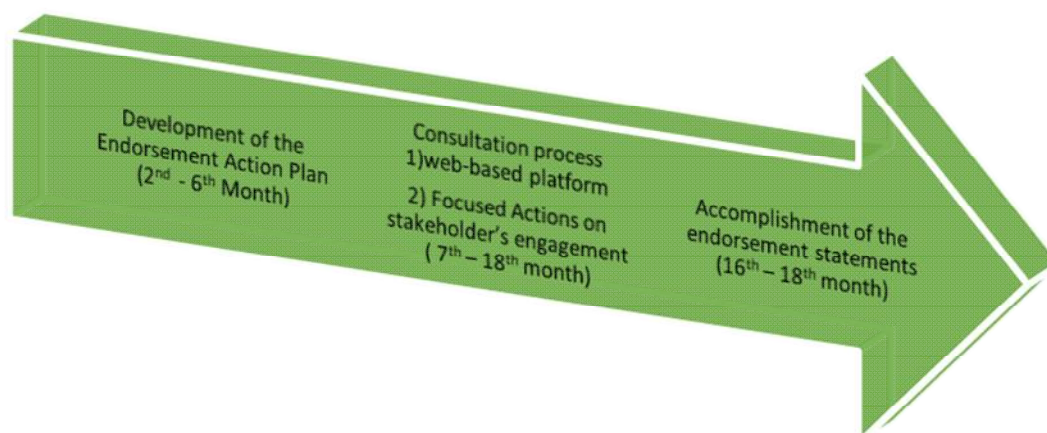 Development of the
Endorsement Action Plan
(2nd - 6th Month)
Consultation process
1)web-based platform
2) Focused Actions on
stakeholder's engagement
( 7th – 18th month)
Accomplishment of the
endorsement statements
(16th – 18th month)